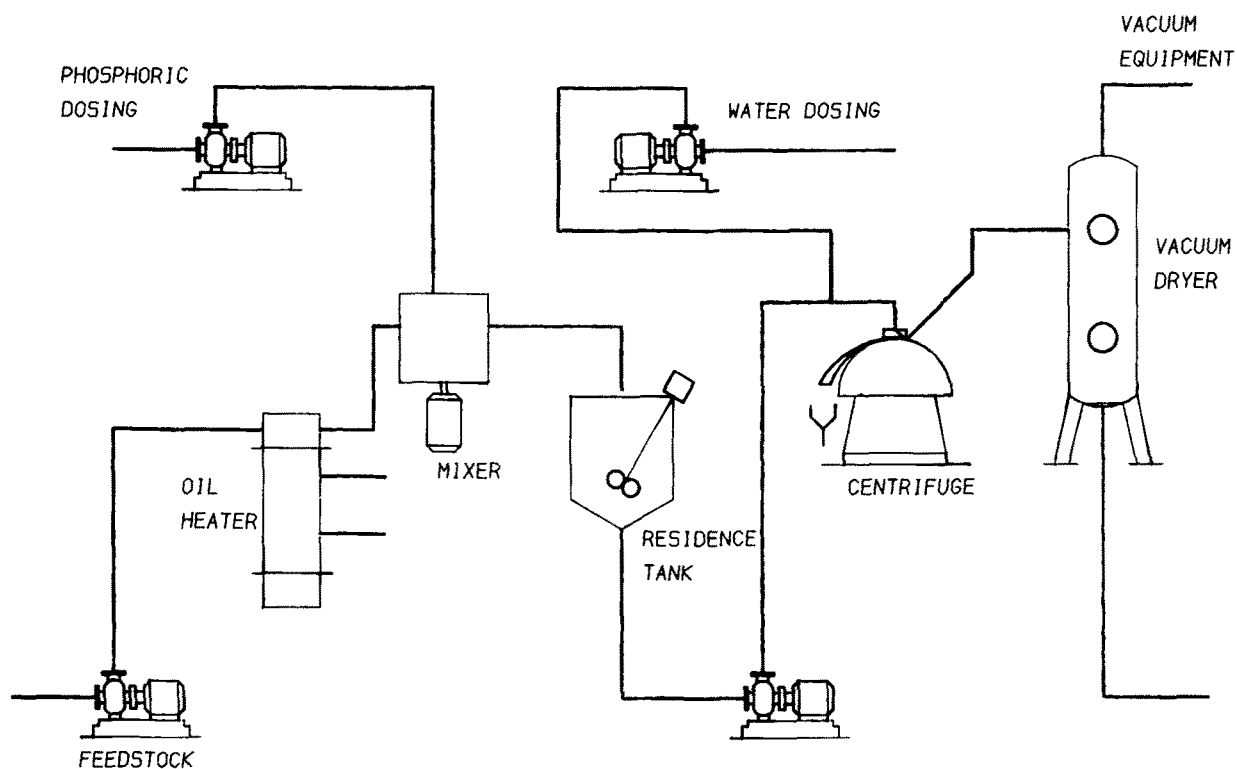 VACUUM
EQUIPMENT
PHOSPHORIC
DOSING
WATER DOSING
VACUUM
DRYER
MIXER
OIL
HEATER
CENTRIFUGE
RESIDENCE
TANK
FEEDSTOCK